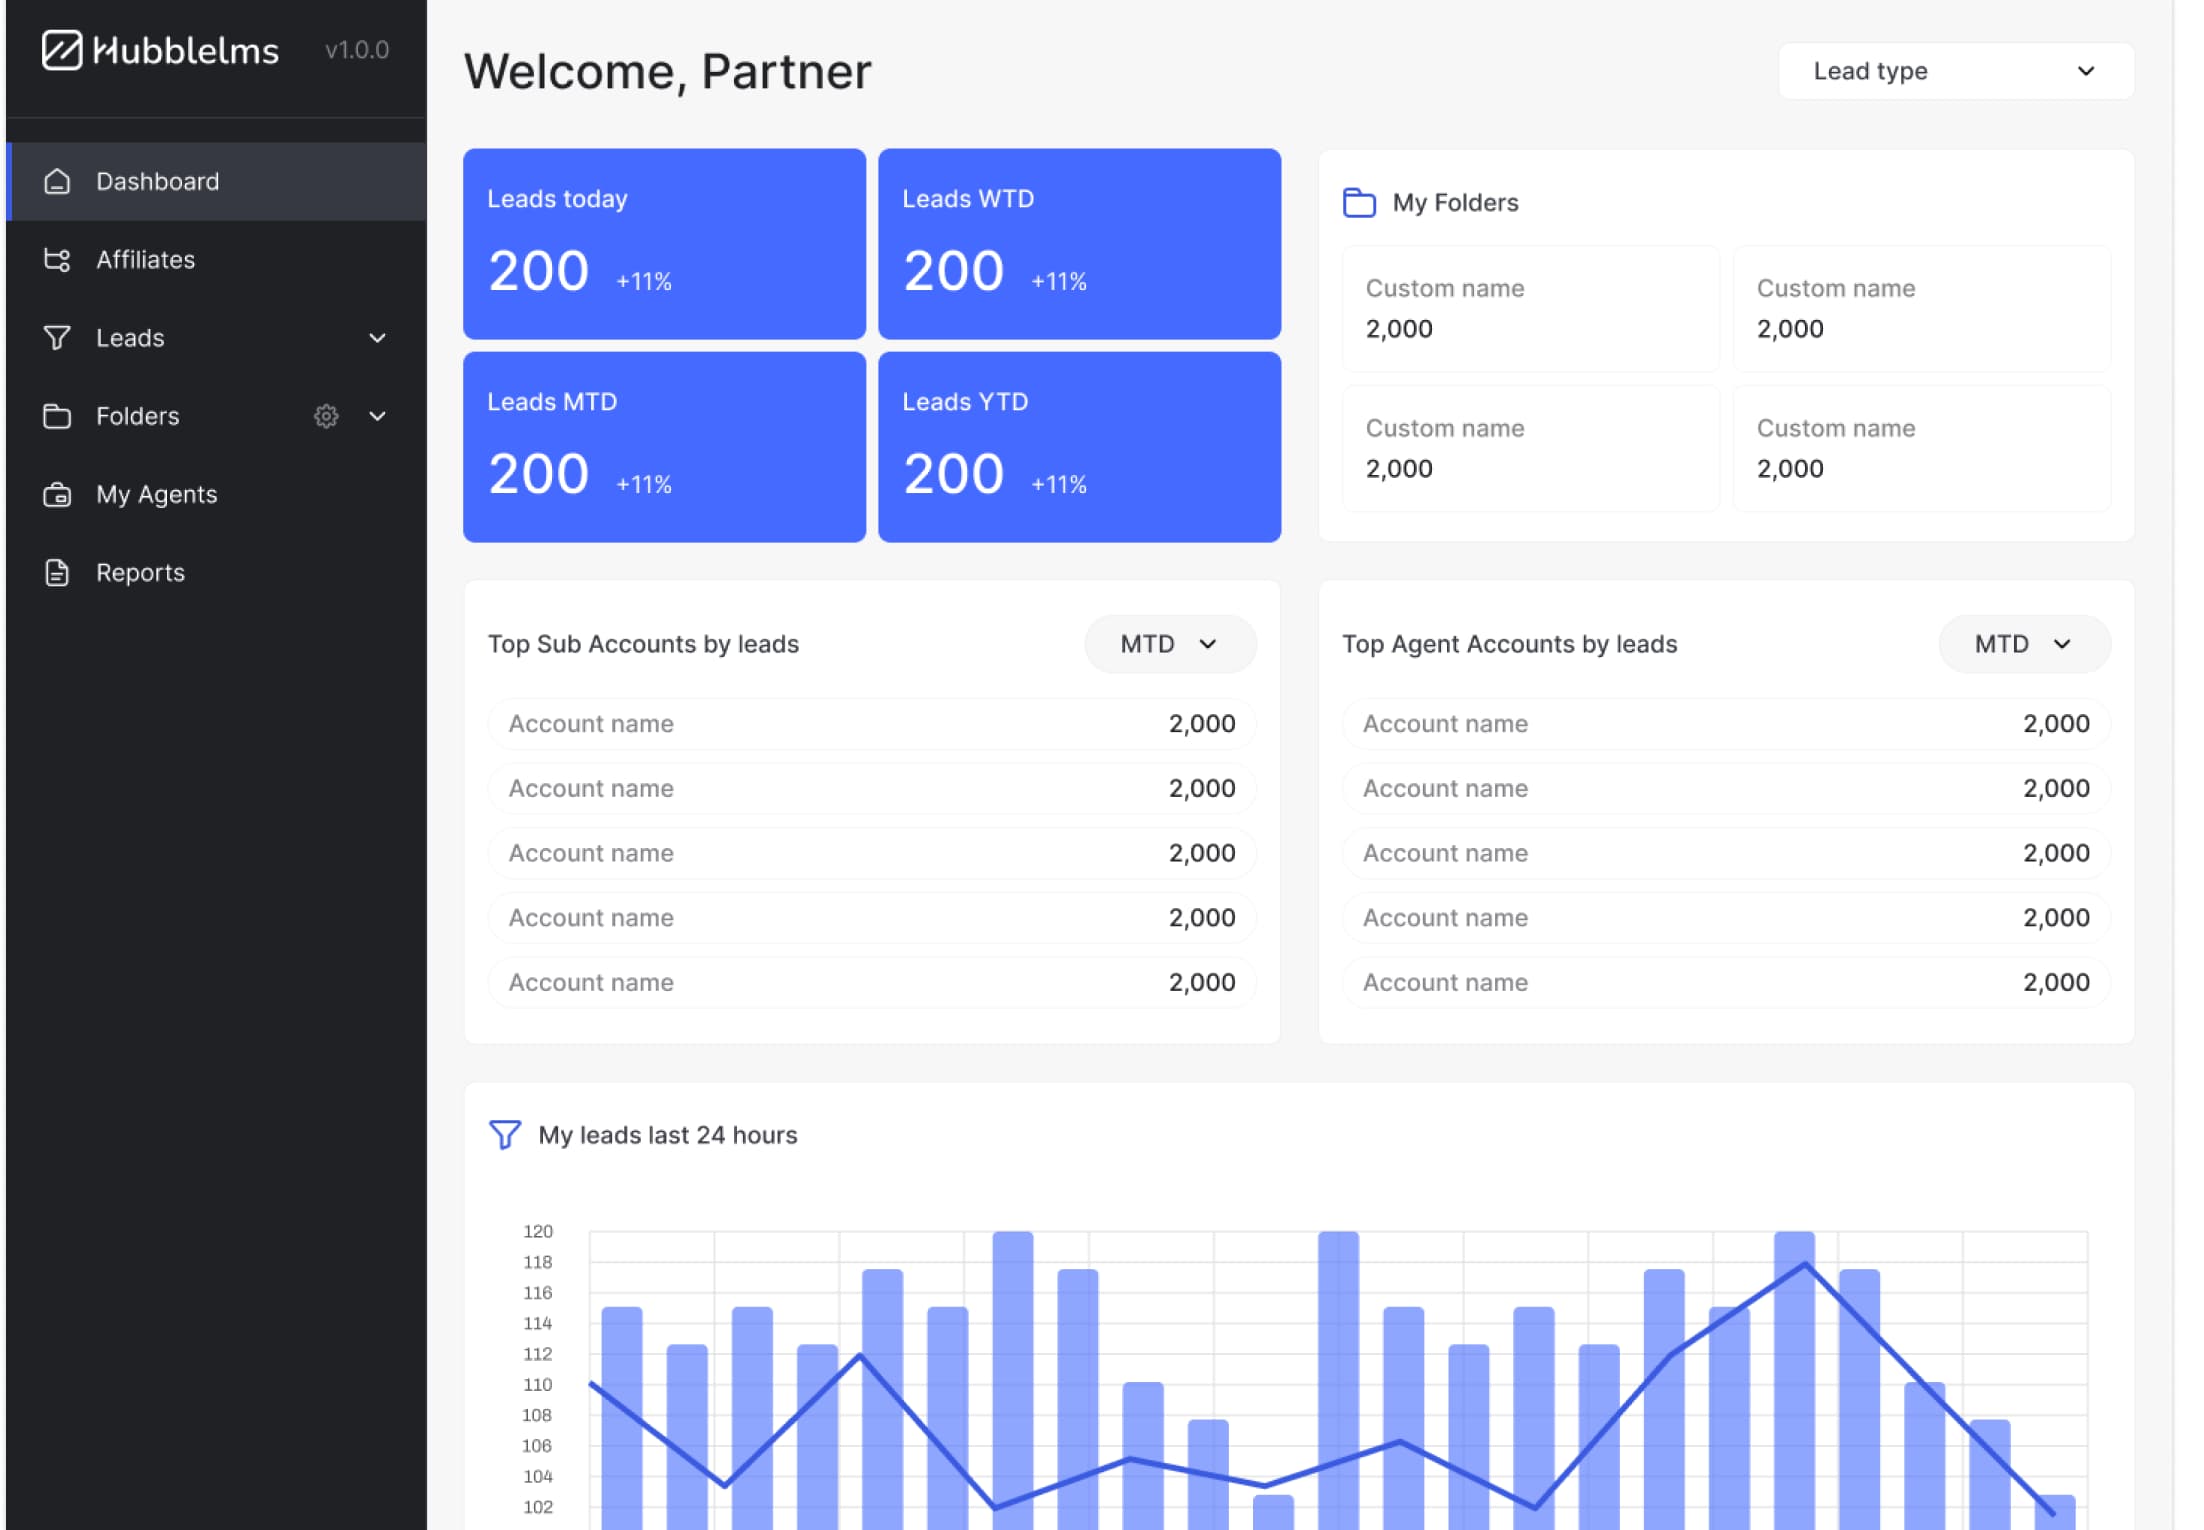 Hubblelms v1.0.0
Dashboard
Affiliates
Leads
Folders
My Agents
Reports
Welcome, Partner
Lead type
Leads today
200 +11%
Leads WTD
200 +11%
Leads MTD
200 +11%
Leads YTD
200 +11%
My Folders
Custom name
2,000
Custom name
2,000
Custom name
2,000
Custom name
2,000
Top Sub Accounts by leads MTD
Account name 2,000
Account name 2,000
Account name 2,000
Account name 2,000
Account name 2,000
Top Agent Accounts by leads MTD
Account name 2,000
Account name 2,000
Account name 2,000
Account name 2,000
Account name 2,000
My leads last 24 hours
120
118
116
114
112
110
108
106
104
102